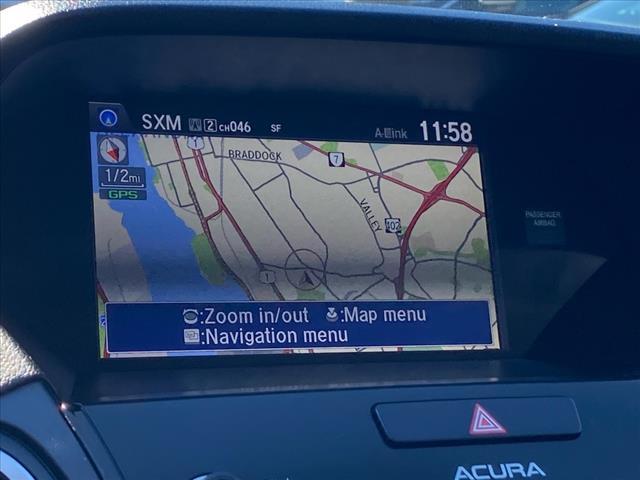 SXM 2 CH046 SF A-Link 11:58
1/2mi
GPS
1
BRADDOCK
7
VALLEY
402
1
:Zoom in/out :Map menu
:Navigation menu
PASSENGER
AIRBAG
ACURA